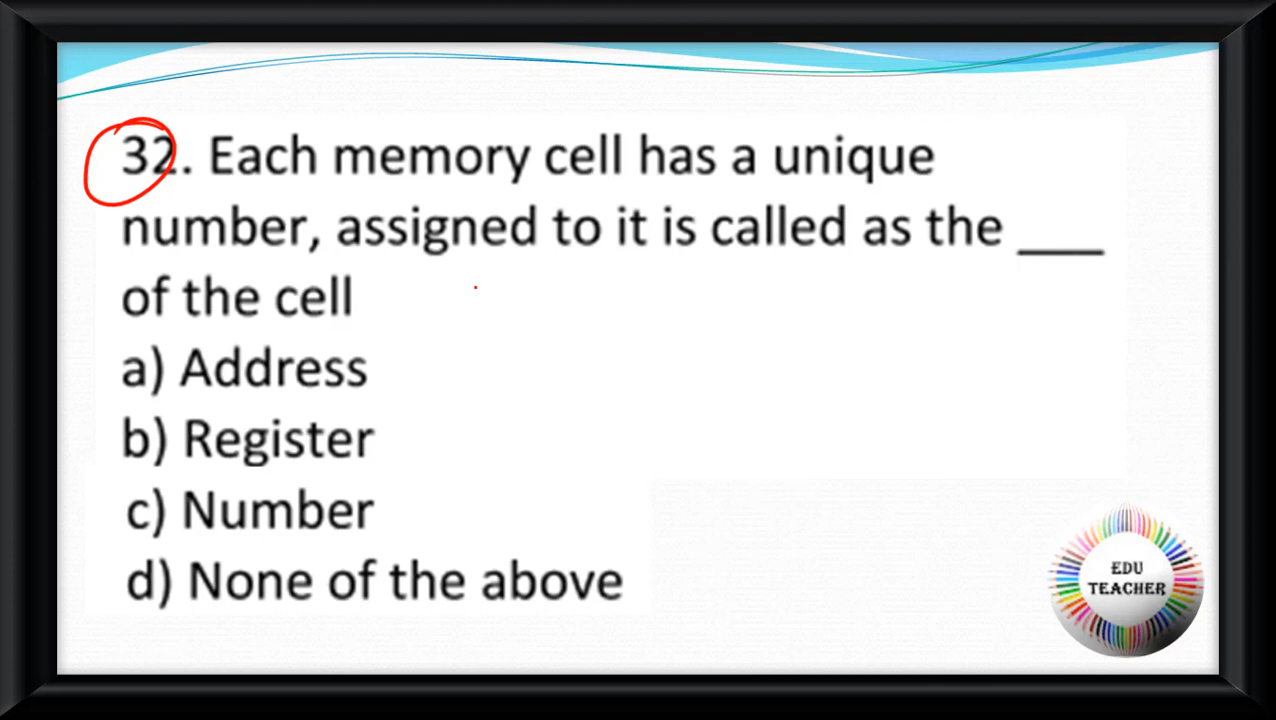 32. Each memory cell has a unique
number, assigned to it is called as the ___
of the cell
a) Address
b) Register
c) Number
d) None of the above
EDU
TEACHER